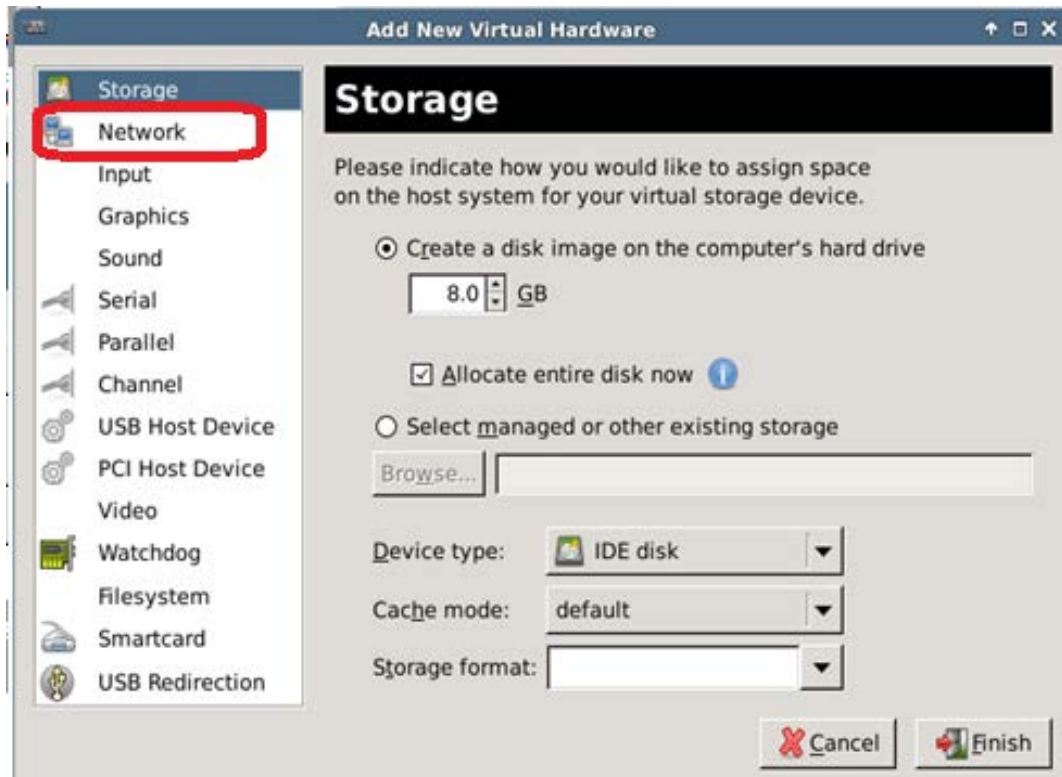 Add New Virtual Hardware
Storage
Network
Input
Graphics
Sound
Serial
Parallel
Channel
USB Host Device
PCI Host Device
Video
Watchdog
Filesystem
Smartcard
USB Redirection
Storage
Please indicate how you would like to assign space
on the host system for your virtual storage device.
Create a disk image on the computer's hard drive
8.0 GB
Allocate entire disk now
Select managed or other existing storage
Browse...
Device type: IDE disk
Cache mode: default
Storage format:
Cancel Finish